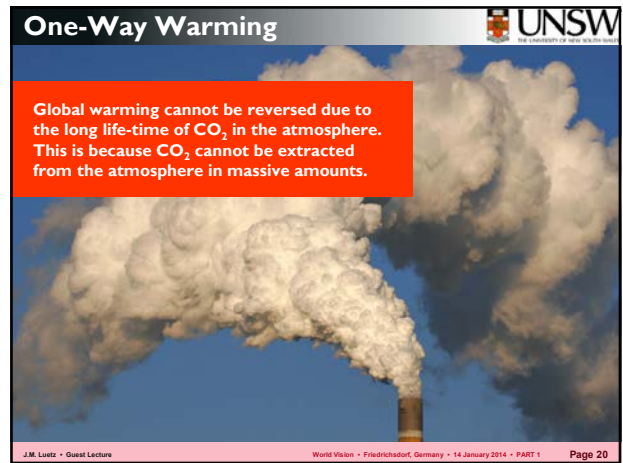 One-Way Warming
UNSW
THE UNIVERSITY OF NEW SOUTH WALES
Global warming cannot be reversed due to
the long life-time of CO₂ in the atmosphere.
This is because CO₂ cannot be extracted
from the atmosphere in massive amounts.
J.M. Luetz • Guest Lecture
World Vision • Friedrichsdorf, Germany • 14 January 2014 • PART 1
Page 20